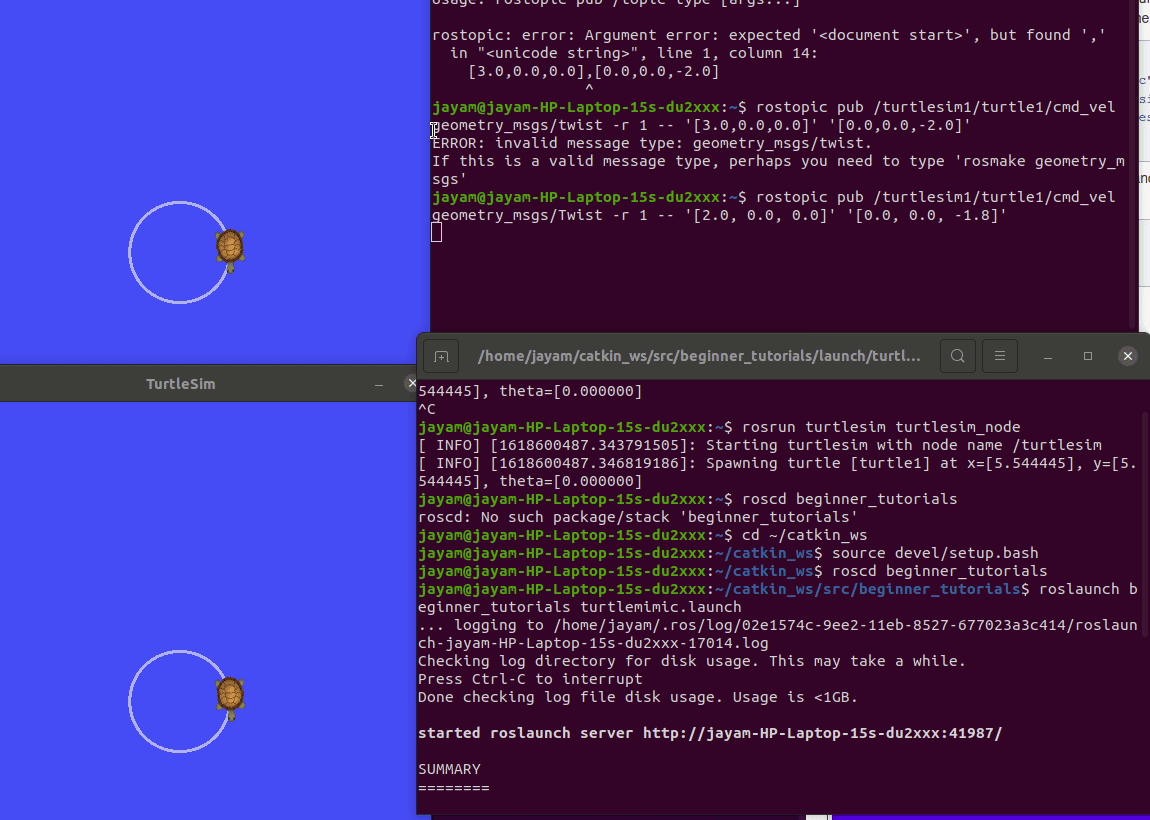 Usage: rostopic pub /topic type [args...]
rostopic: error: Argument error: expected '<document start>', but found ','
in "<unicode string>", line 1, column 14:
[3.0,0.0,0.0],[0.0,0.0,-2.0]
^
jayam@jayam-HP-Laptop-15s-du2xxx:~$ rostopic pub /turtlesim1/turtle1/cmd_vel
geometry_msgs/twist -r 1 -- '[3.0,0.0,0.0]' '[0.0,0.0,-2.0]'
ERROR: invalid message type: geometry_msgs/twist.
If this is a valid message type, perhaps you need to type 'rosmake geometry_m
sgs'
jayam@jayam-HP-Laptop-15s-du2xxx:~$ rostopic pub /turtlesim1/turtle1/cmd_vel
geometry_msgs/Twist -r 1 -- '[2.0, 0.0, 0.0]' '[0.0, 0.0, -1.8]'
TurtleSim
/home/jayam/catkin_ws/src/beginner_tutorials/launch/turtl...
544445], theta=[0.000000]
^C
jayam@jayam-HP-Laptop-15s-du2xxx:~$ rosrun turtlesim turtlesim_node
[ INFO] [1618600487.343791505]: Starting turtlesim with node name /turtlesim
[ INFO] [1618600487.346819186]: Spawning turtle [turtle1] at x=[5.544445], y=[5.
544445], theta=[0.000000]
jayam@jayam-HP-Laptop-15s-du2xxx:~$ roscd beginner_tutorials
roscd: No such package/stack 'beginner_tutorials'
jayam@jayam-HP-Laptop-15s-du2xxx:~$ cd ~/catkin_ws
jayam@jayam-HP-Laptop-15s-du2xxx:~/catkin_ws$ source devel/setup.bash
jayam@jayam-HP-Laptop-15s-du2xxx:~/catkin_ws$ roscd beginner_tutorials
jayam@jayam-HP-Laptop-15s-du2xxx:~/catkin_ws/src/beginner_tutorials$ roslaunch b
eginner_tutorials turtlemimic.launch
... logging to /home/jayam/.ros/log/02e1574c-9ee2-11eb-8527-677023a3c414/roslaun
ch-jayam-HP-Laptop-15s-du2xxx-17014.log
Checking log directory for disk usage. This may take a while.
Press Ctrl-C to interrupt
Done checking log file disk usage. Usage is <1GB.
started roslaunch server http://jayam-HP-Laptop-15s-du2xxx:41987/
SUMMARY
========